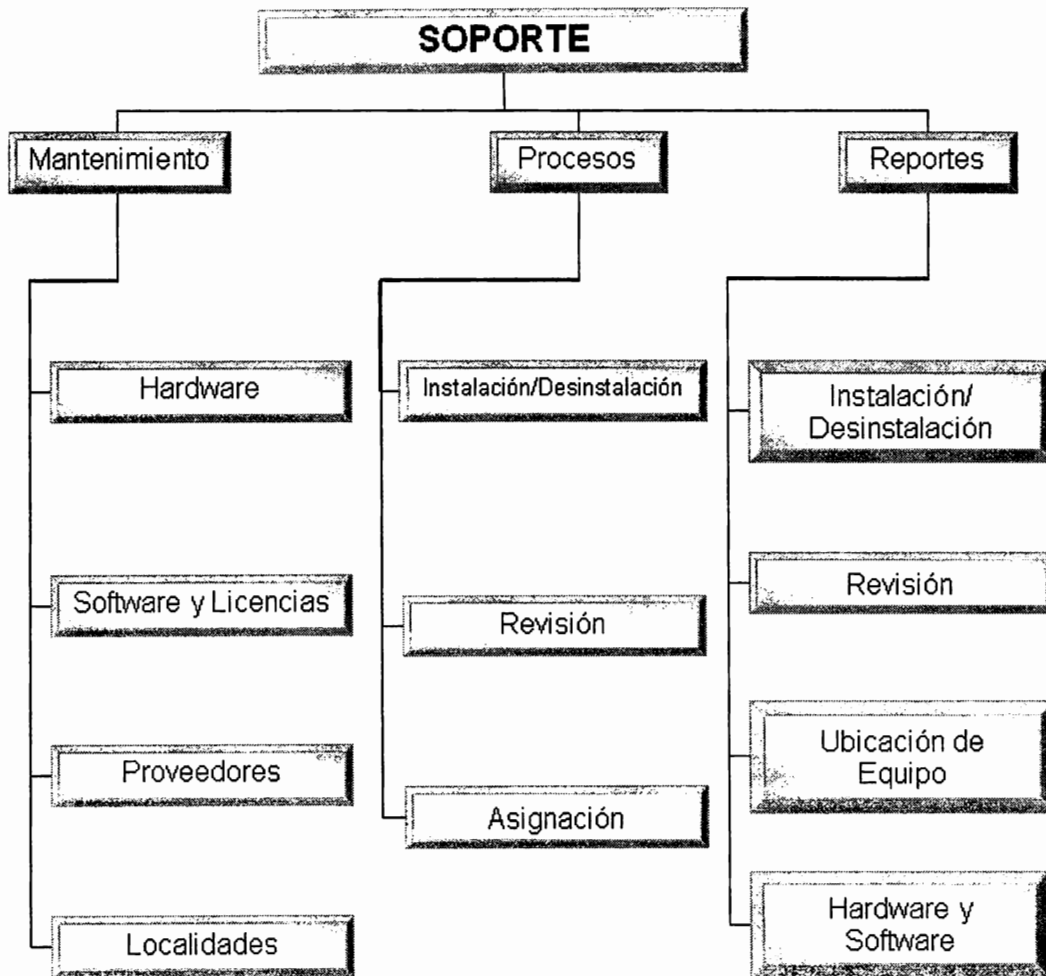 SOPORTE
Mantenimiento
Procesos
Reportes
Hardware
Software y Licencias
Proveedores
Localidades
Instalación/Desinstalación
Revisión
Asignación
Instalación/
Desinstalación
Revisión
Ubicación de
Equipo
Hardware y
Software